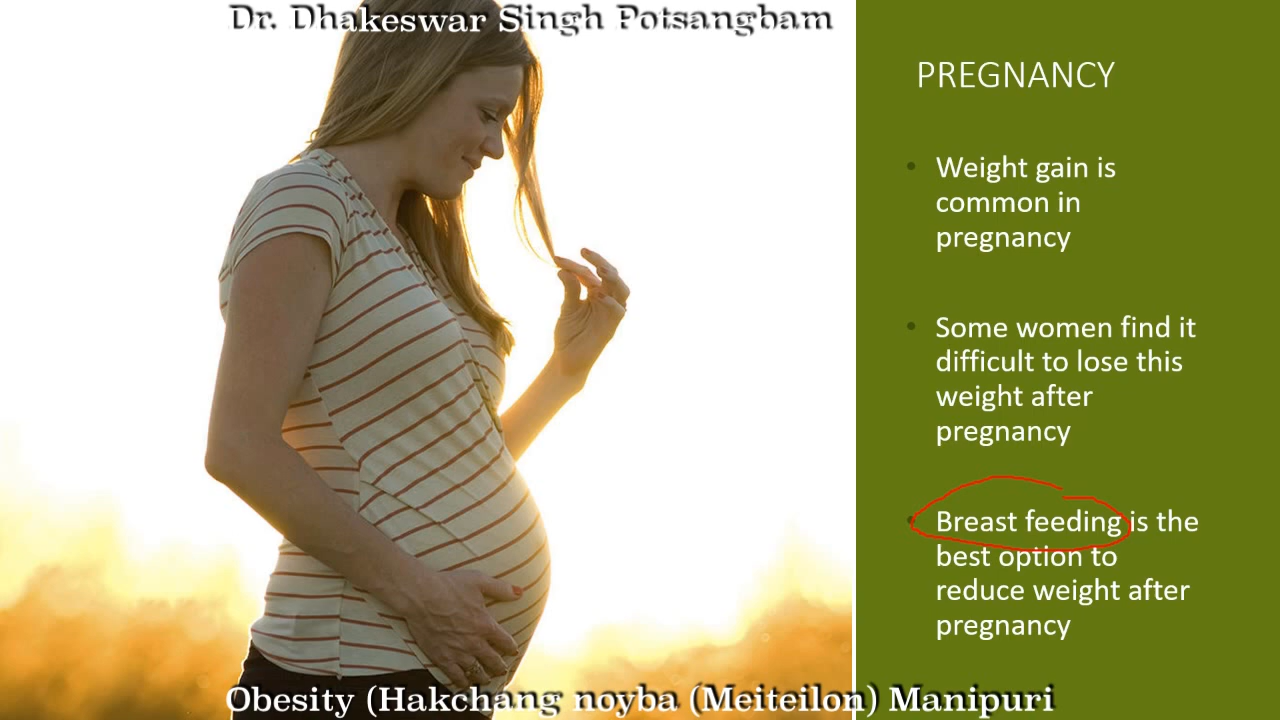 Dr. Dhakeswar Singh Potsangbam
PREGNANCY
• Weight gain is
common in
pregnancy
• Some women find it
difficult to lose this
weight after
pregnancy
• Breast feeding is the
best option to
reduce weight after
pregnancy
Obesity (Hakchang noyba (Meiteilon) Manipuri